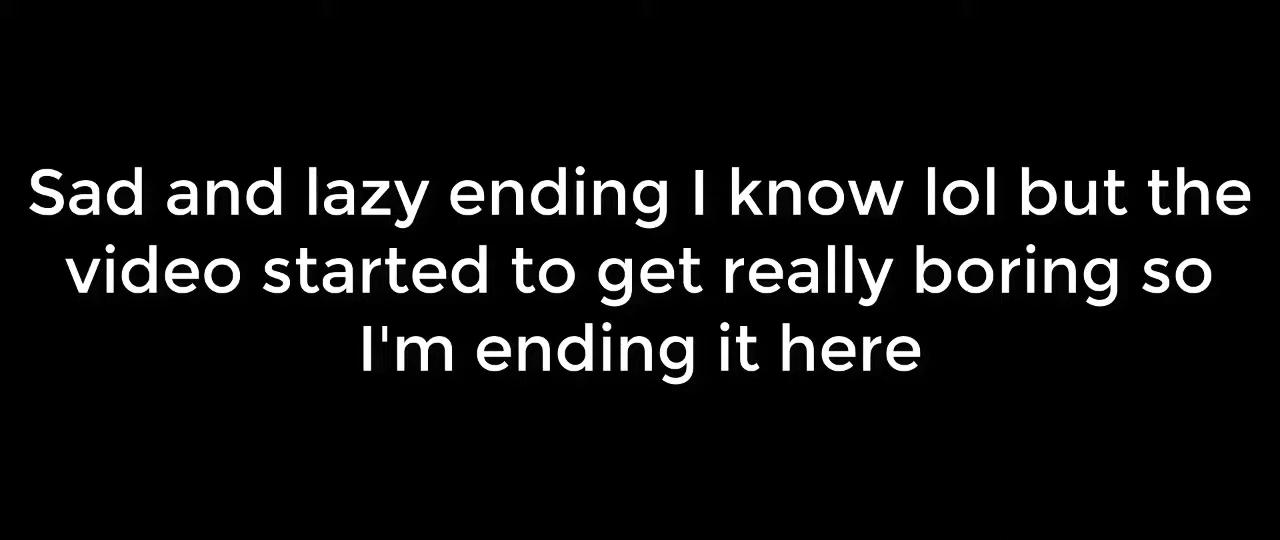 Sad and lazy ending I know lol but the
video started to get really boring so
I'm ending it here